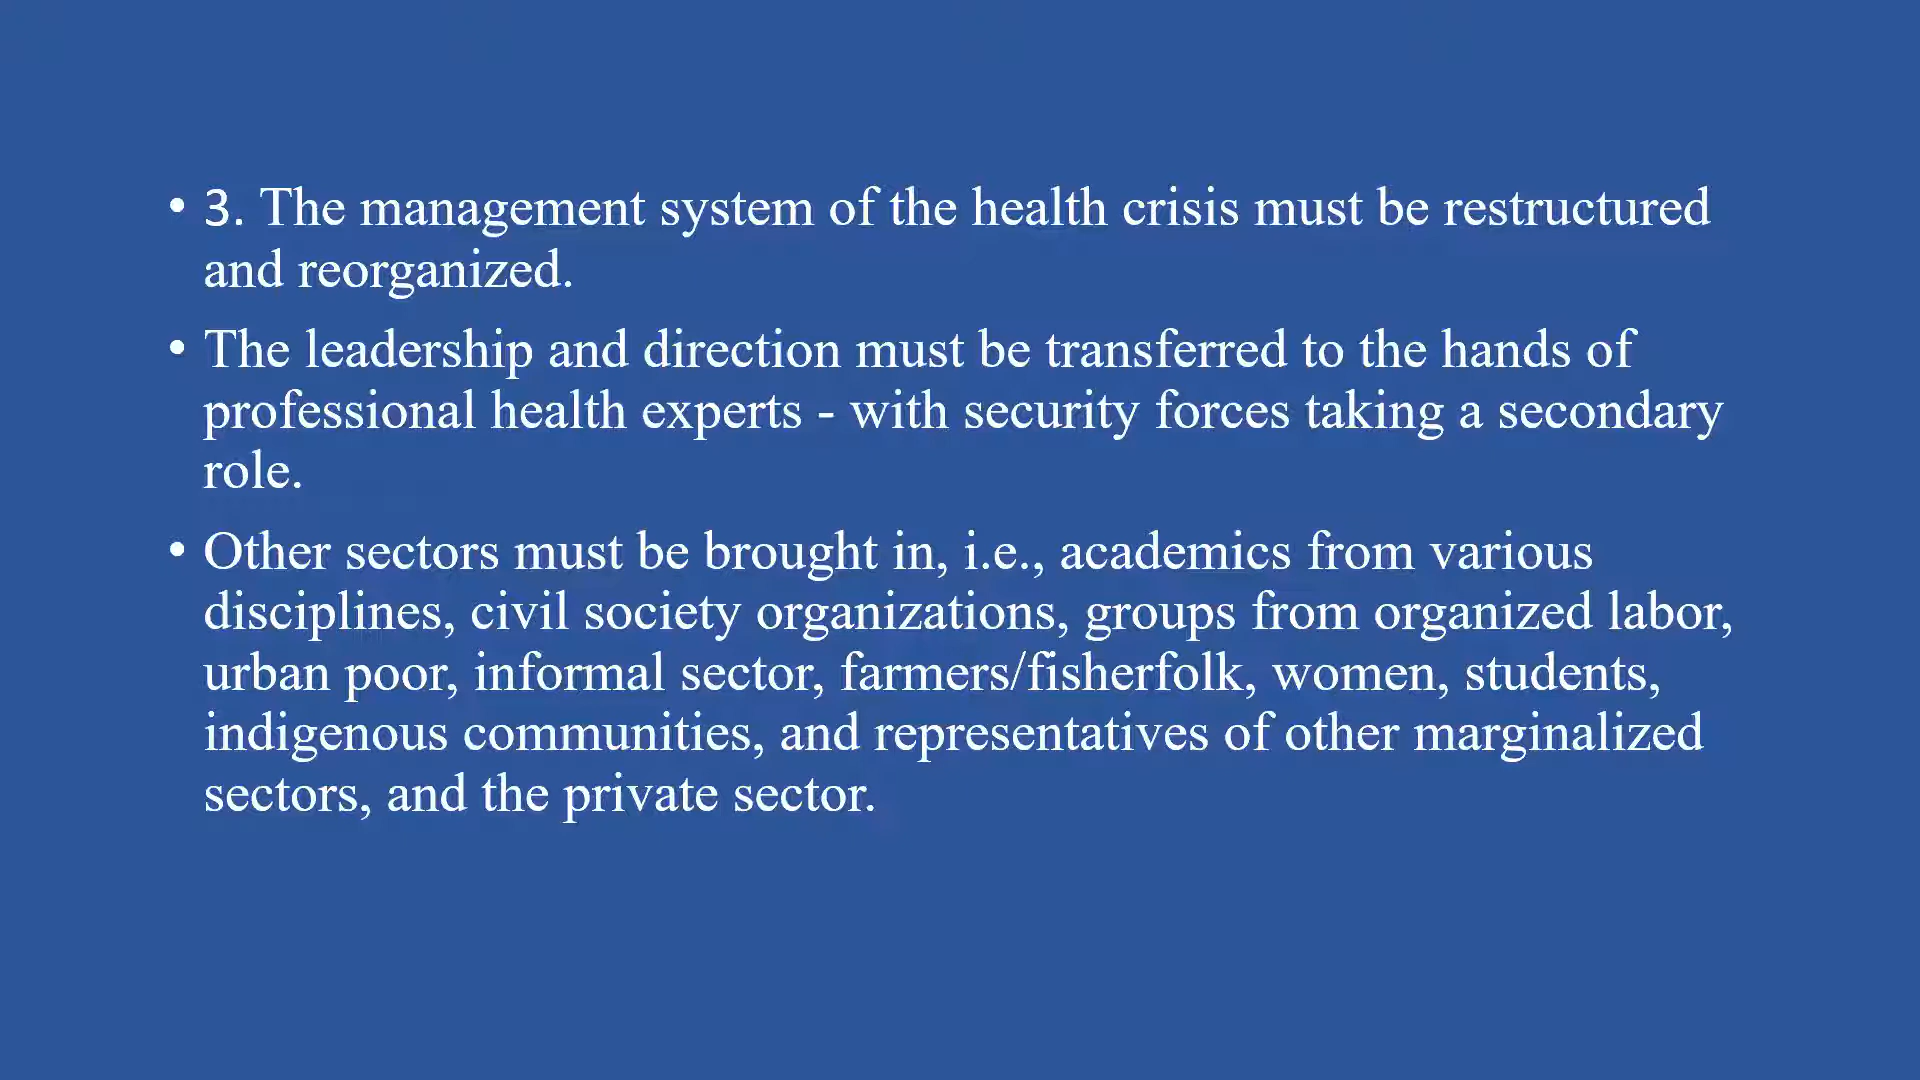 • 3. The management system of the health crisis must be restructured
and reorganized.
• The leadership and direction must be transferred to the hands of
professional health experts - with security forces taking a secondary
role.
• Other sectors must be brought in, i.e., academics from various
disciplines, civil society organizations, groups from organized labor,
urban poor, informal sector, farmers/fisherfolk, women, students,
indigenous communities, and representatives of other marginalized
sectors, and the private sector.